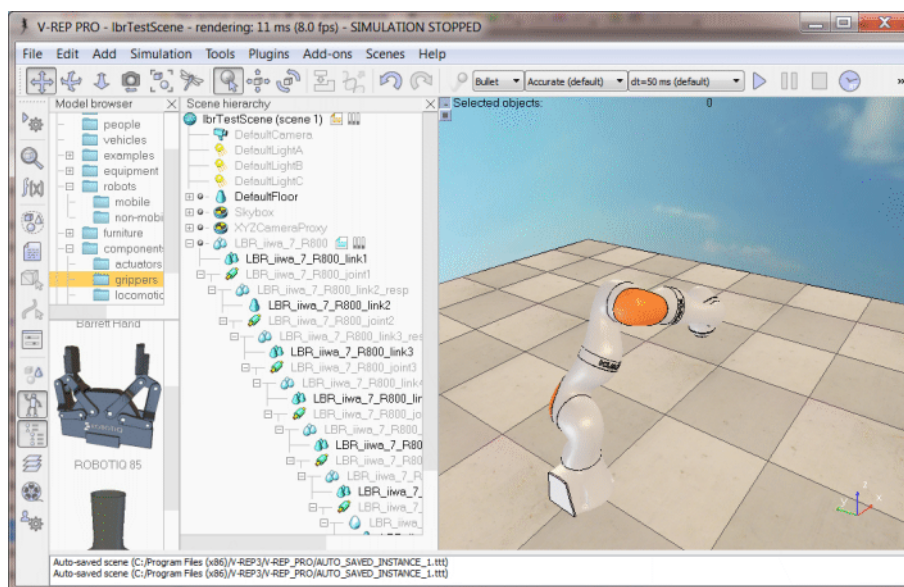 V-REP PRO - lbrTestScene - rendering: 11 ms (8.0 fps) - SIMULATION STOPPED
File Edit Add Simulation Tools Plugins Add-ons Scenes Help
Bullet Accurate (default) dt=50 ms (default) »
Model browser
people
vehicles
examples
equipment
robots
mobile
non-mobi
furniture
component
actuators
grippers
locomotic
Barrett Hand
ROBOTIQ 85
Scene hierarchy
lbrTestScene (scene 1)
DefaultCamera
DefaultLightA
DefaultLightB
DefaultLightC
DefaultFloor
Skybox
XYZCameraProxy
LBR_iiwa_7_R800
LBR_iiwa_7_R800_link1
LBR_iiwa_7_R800_joint1
LBR_iiwa_7_R800_link2_resp
LBR_iiwa_7_R800_link2
LBR_iiwa_7_R800_joint2
LBR_iiwa_7_R800_link3_res
LBR_iiwa_7_R800_link3
LBR_iiwa_7_R800_joint3
LBR_iiwa_7_R800_link4
LBR_iiwa_7_R800_lin
LBR_iiwa_7_R800_jo
LBR_iiwa_7_R800_
LBR_iiwa_7_R80
LBR_iiwa_7_R80
LBR_iiwa_7_R
LBR_iiwa_7_
LBR_iiwa_7_
LBR_iiwa_
Selected objects: 0
z
y x
Auto-saved scene (C:/Program Files (x86)/V-REP3/V-REP_PRO/AUTO_SAVED_INSTANCE_1.ttt)
Auto-saved scene (C:/Program Files (x86)/V-REP3/V-REP_PRO/AUTO_SAVED_INSTANCE_1.ttt)